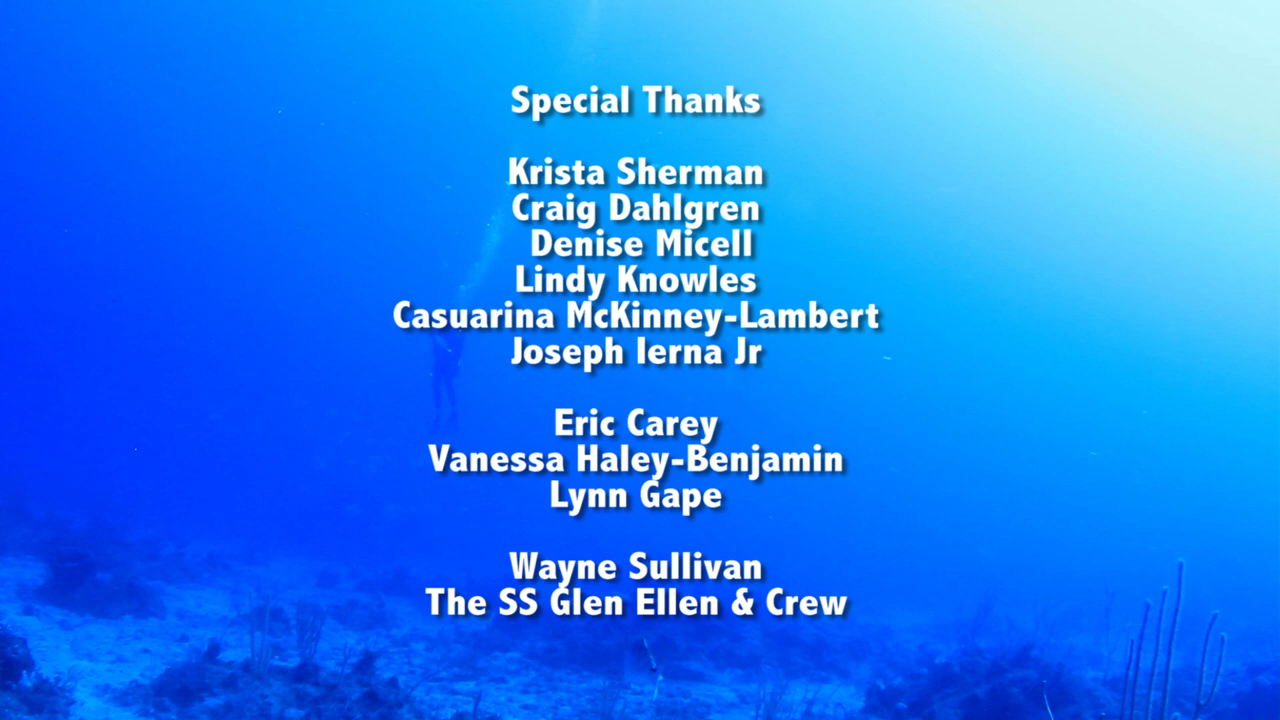 Special Thanks
Krista Sherman
Craig Dahlgren
Denise Micell
Lindy Knowles
Casuarina McKinney-Lambert
Joseph Ierna Jr
Eric Carey
Vanessa Haley-Benjamin
Lynn Gape
Wayne Sullivan
The SS Glen Ellen & Crew